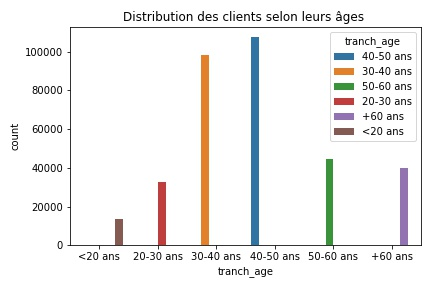 Distribution des clients selon leurs âges
tranch_age
40-50 ans
30-40 ans
50-60 ans
20-30 ans
+60 ans
<20 ans
count
100000
80000
60000
40000
20000
0
<20 ans 20-30 ans 30-40 ans 40-50 ans 50-60 ans +60 ans
tranch_age